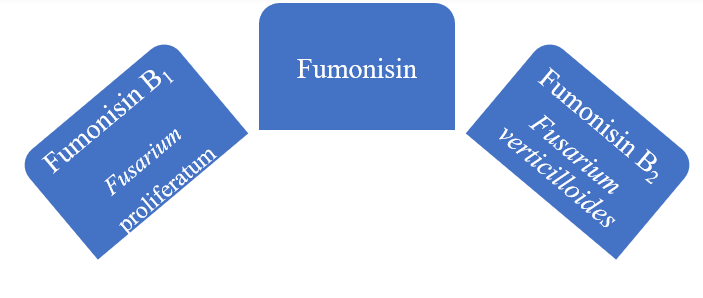 Fumonisin B₁
Fusarium
proliferatum
Fumonisin
Fumonisin B₂
Fusarium
verticilloides